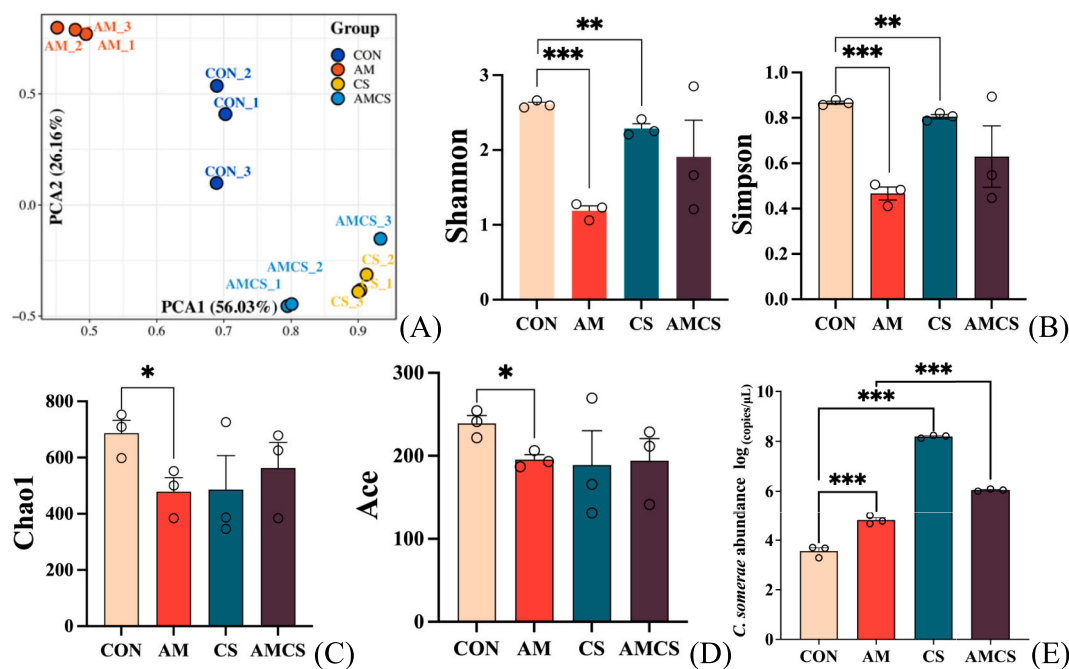 AM_3
AM_2 AM_1
Group
CON
AM
CS
AMCS
CON_2
CON_1
CON_3
AMCS_3
AMCS_2
CS_2
AMCS_1
CS_1
CS_3
PCA1 (56.03%)
PCA2 (26.16%)
0.5
0.0
−0.5
0.5 0.6 0.7 0.8 0.9
(A)
**
***
Shannon
3
2
1
0
CON AM CS AMCS
**
***
Simpson
1.0
0.8
0.6
0.4
0.2
0.0
CON AM CS AMCS
(B)
*
Chao1
800
600
400
200
0
CON AM CS AMCS
(C)
*
Ace
300
200
100
0
CON AM CS AMCS
(D)
***
***
***
C. somerae abundance log (copies/μL)
10
8
6
4
2
0
CON AM CS AMCS
(E)